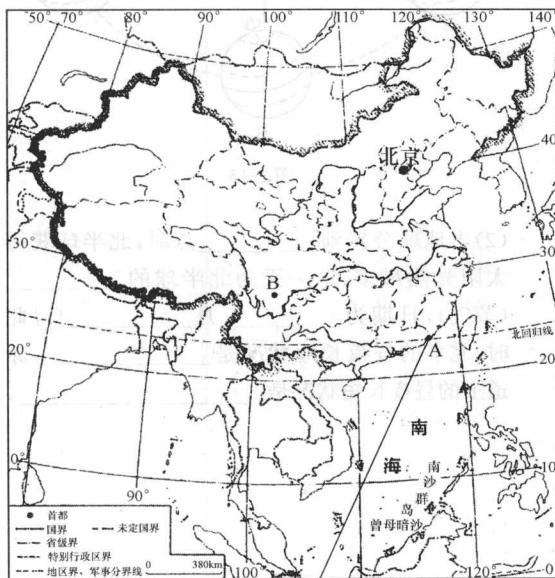 50° 70° 80° 90° 100° 110° 120° 130° 140°
40
北京
30
30
B
北回归线
20
20
南
海
南
沙
群
岛
曾母暗沙
0°
10
90°
100°
120°
首都
国界 未定国界
省级界
特别行政区界
地区界、军事分界线
0 380km